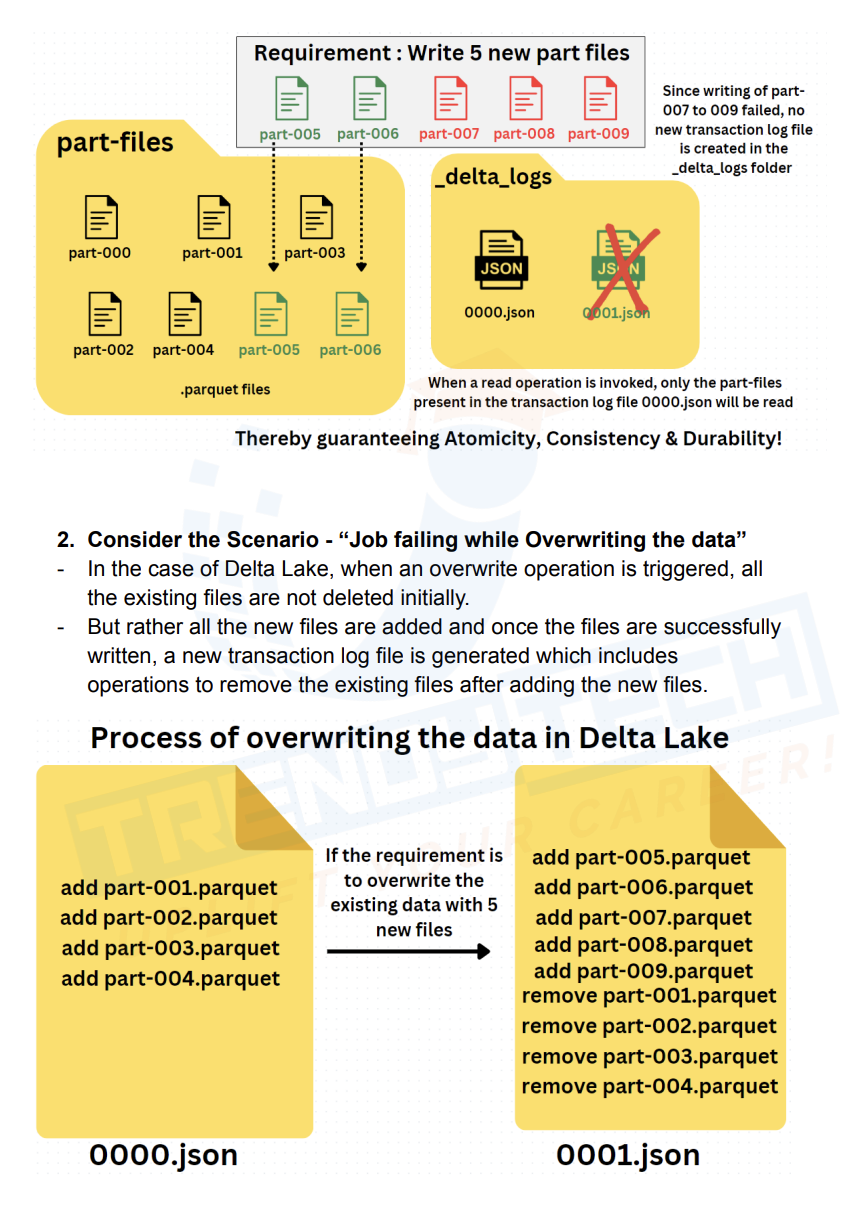 Requirement : Write 5 new part files
part-005 part-006 part-007 part-008 part-009
Since writing of part-
007 to 009 failed, no
new transaction log file
is created in the
_delta_logs folder
part-files
part-000 part-001 part-003
part-002 part-004 part-005 part-006
.parquet files
_delta_logs
JSON JSON
0000.json 0001.json
When a read operation is invoked, only the part-files
present in the transaction log file 0000.json will be read
Thereby guaranteeing Atomicity, Consistency & Durability!
2. Consider the Scenario - “Job failing while Overwriting the data”
- In the case of Delta Lake, when an overwrite operation is triggered, all
the existing files are not deleted initially.
- But rather all the new files are added and once the files are successfully
written, a new transaction log file is generated which includes
operations to remove the existing files after adding the new files.
Process of overwriting the data in Delta Lake
add part-001.parquet
add part-002.parquet
add part-003.parquet
add part-004.parquet
0000.json
If the requirement is
to overwrite the
existing data with 5
new files
add part-005.parquet
add part-006.parquet
add part-007.parquet
add part-008.parquet
add part-009.parquet
remove part-001.parquet
remove part-002.parquet
remove part-003.parquet
remove part-004.parquet
0001.json
TRENDYTECH
UPLIFT YOUR CAREER!